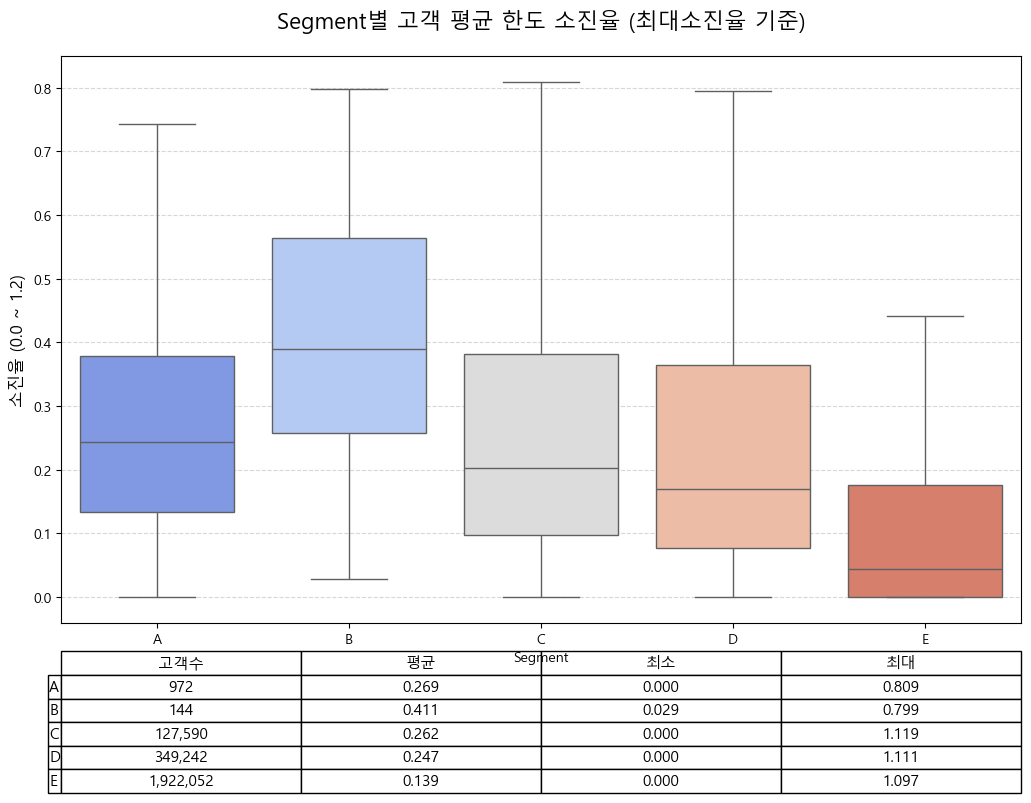 Segment별 고객 평균 한도 소진율 (최대소진율 기준)
소진율 (0.0 ~ 1.2)
0.8
0.7
0.6
0.5
0.4
0.3
0.2
0.1
0.0
A B C D E
Segment
고객수 평균 최소 최대
A 972 0.269 0.000 0.809
B 144 0.411 0.029 0.799
C 127,590 0.262 0.000 1.119
D 349,242 0.247 0.000 1.111
E 1,922,052 0.139 0.000 1.097